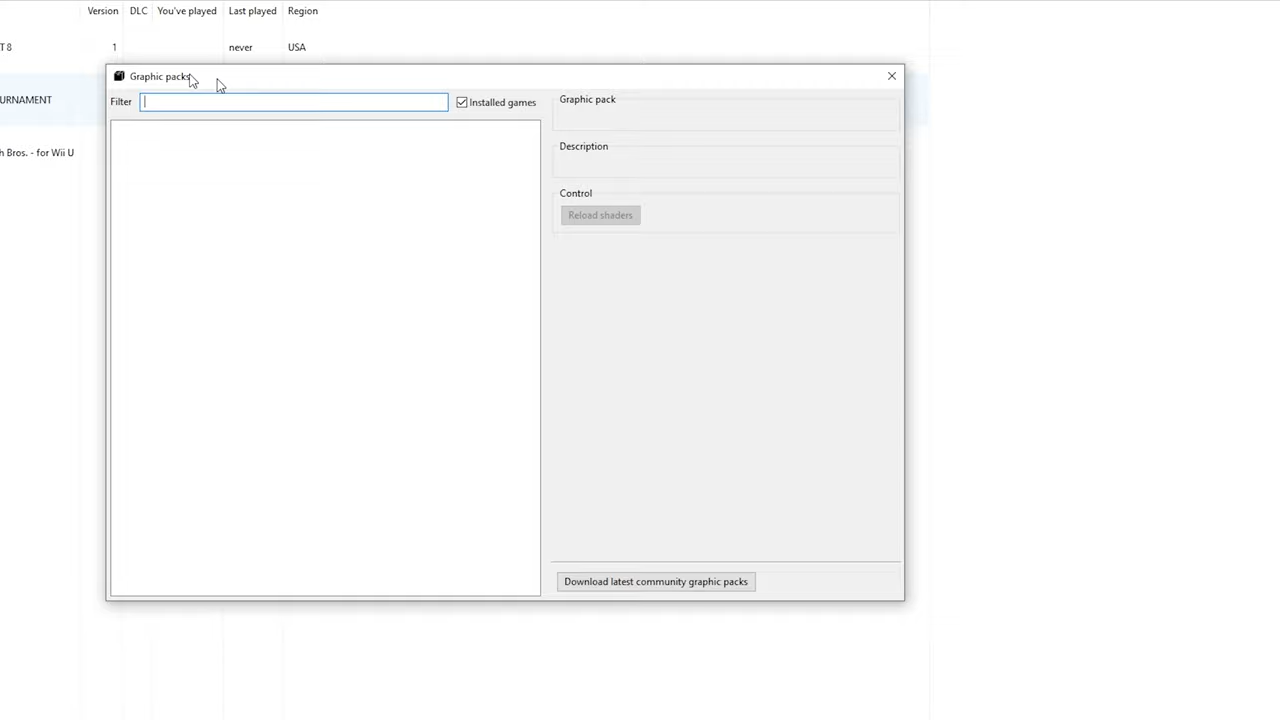 Version DLC You've played Last played Region
T 8 1 never USA
Graphic packs
Filter Installed games
URNAMENT
h Bros. - for Wii U
Graphic pack
Description
Control
Reload shaders
Download latest community graphic packs